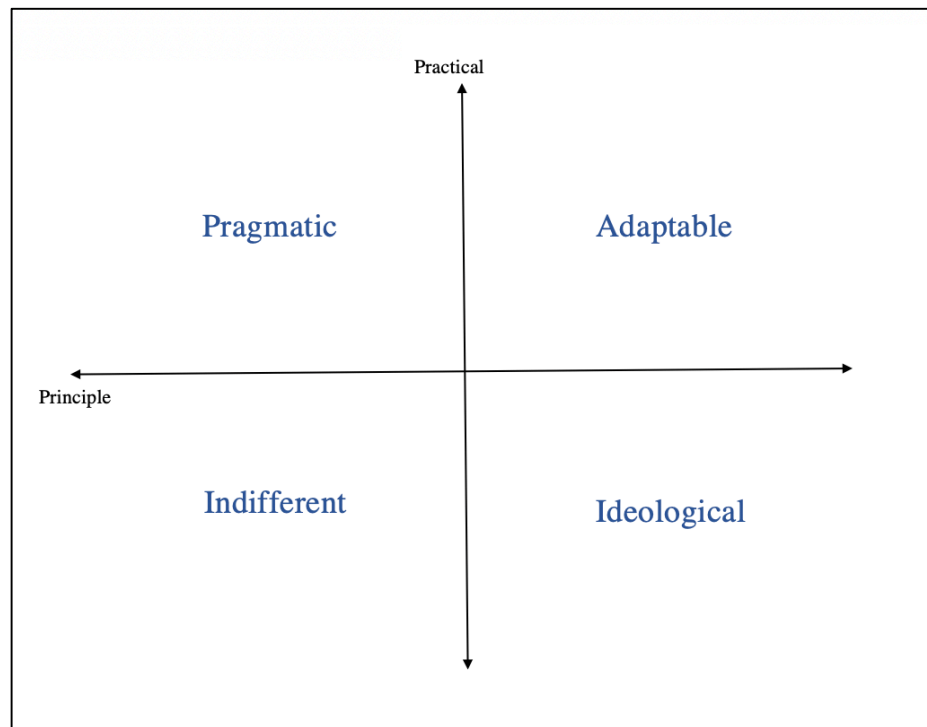 Practical
Pragmatic
Adaptable
Principle
Indifferent
Ideological